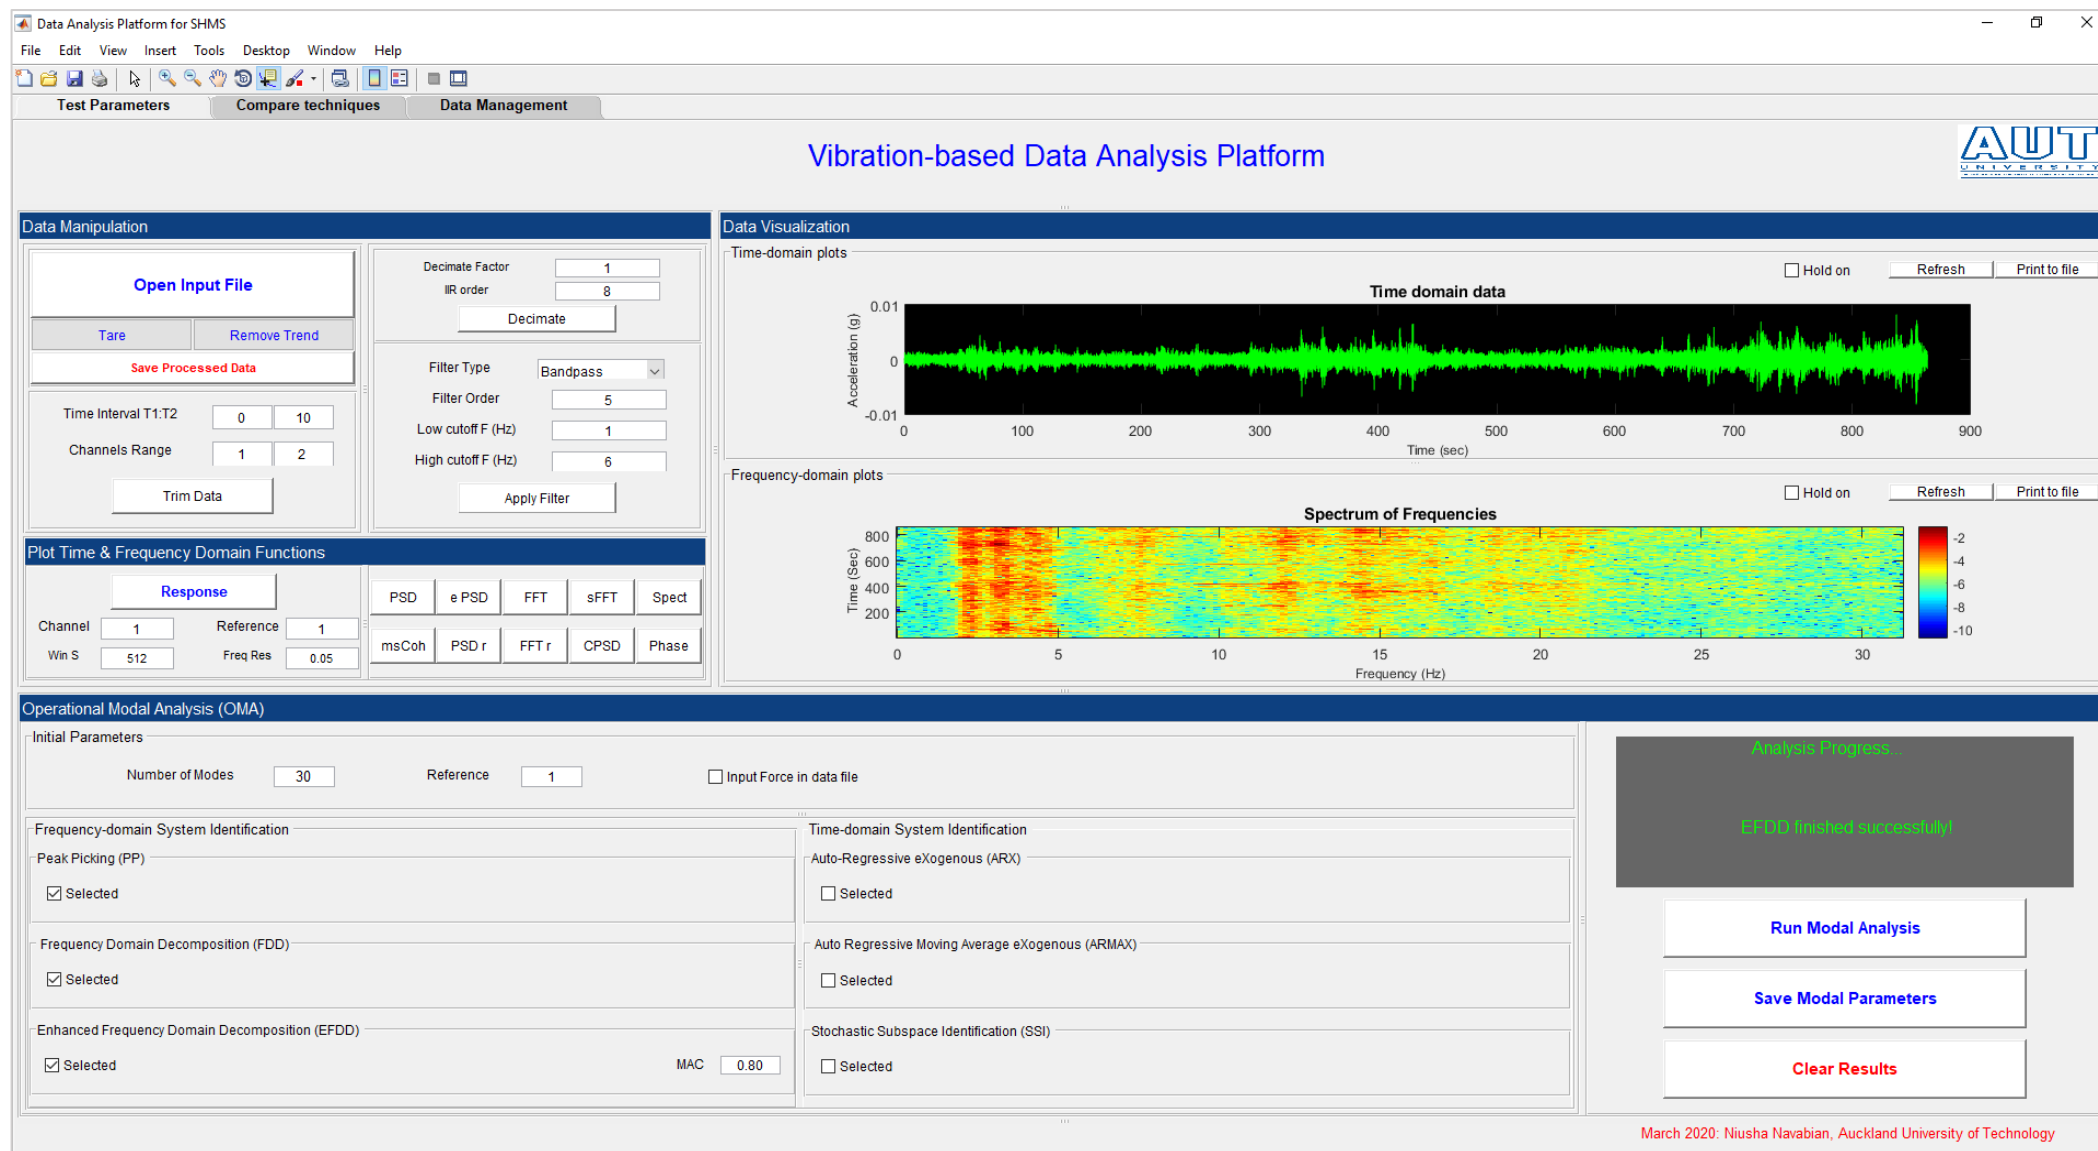 Data Analysis Platform for SHMS
File Edit View Insert Tools Desktop Window Help
Test Parameters Compare techniques Data Management
Vibration-based Data Analysis Platform
AUT
UNIVERSITY
Data Manipulation
Open Input File
Tare Remove Trend
Save Processed Data
Time Interval T1:T2 0 10
Channels Range 1 2
Trim Data
Decimate Factor 1
IIR order 8
Decimate
Filter Type Bandpass
Filter Order 5
Low cutoff F (Hz) 1
High cutoff F (Hz) 6
Apply Filter
Plot Time & Frequency Domain Functions
Response
Channel 1 Reference 1
Win S 512 Freq Res 0.05
PSD e PSD FFT sFFT Spect
msCoh PSD r FFT r CPSD Phase
Data Visualization
Time-domain plots
Hold on Refresh Print to file
Time domain data
Acceleration (g)
0.01
0
-0.01
0 100 200 300 400 500 600 700 800 900
Time (sec)
Frequency-domain plots
Hold on Refresh Print to file
Spectrum of Frequencies
Time (Sec)
800
600
400
200
0 5 10 15 20 25 30
Frequency (Hz)
-2
-4
-6
-8
-10
Operational Modal Analysis (OMA)
Initial Parameters
Number of Modes 30 Reference 1 Input Force in data file
Frequency-domain System Identification
Peak Picking (PP)
Selected
Frequency Domain Decomposition (FDD)
Selected
Enhanced Frequency Domain Decomposition (EFDD)
Selected MAC 0.80
Time-domain System Identification
Auto-Regressive eXogenous (ARX)
Selected
Auto Regressive Moving Average eXogenous (ARMAX)
Selected
Stochastic Subspace Identification (SSI)
Selected
Analysis Progress...
EFDD finished successfully!
Run Modal Analysis
Save Modal Parameters
Clear Results
March 2020: Niusha Navabian, Auckland University of Technology